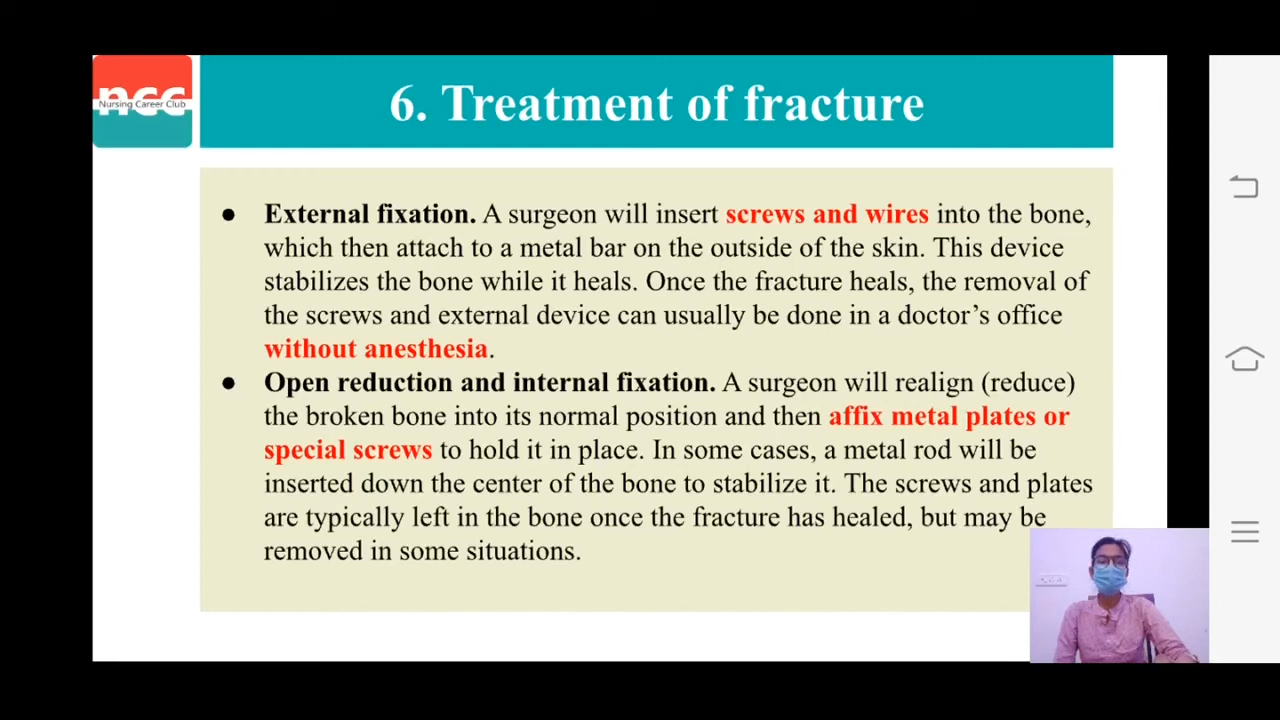 ncc
Nursing Career Club
6. Treatment of fracture
● External fixation. A surgeon will insert screws and wires into the bone,
which then attach to a metal bar on the outside of the skin. This device
stabilizes the bone while it heals. Once the fracture heals, the removal of
the screws and external device can usually be done in a doctor’s office
without anesthesia.
● Open reduction and internal fixation. A surgeon will realign (reduce)
the broken bone into its normal position and then affix metal plates or
special screws to hold it in place. In some cases, a metal rod will be
inserted down the center of the bone to stabilize it. The screws and plates
are typically left in the bone once the fracture has healed, but may be
removed in some situations.